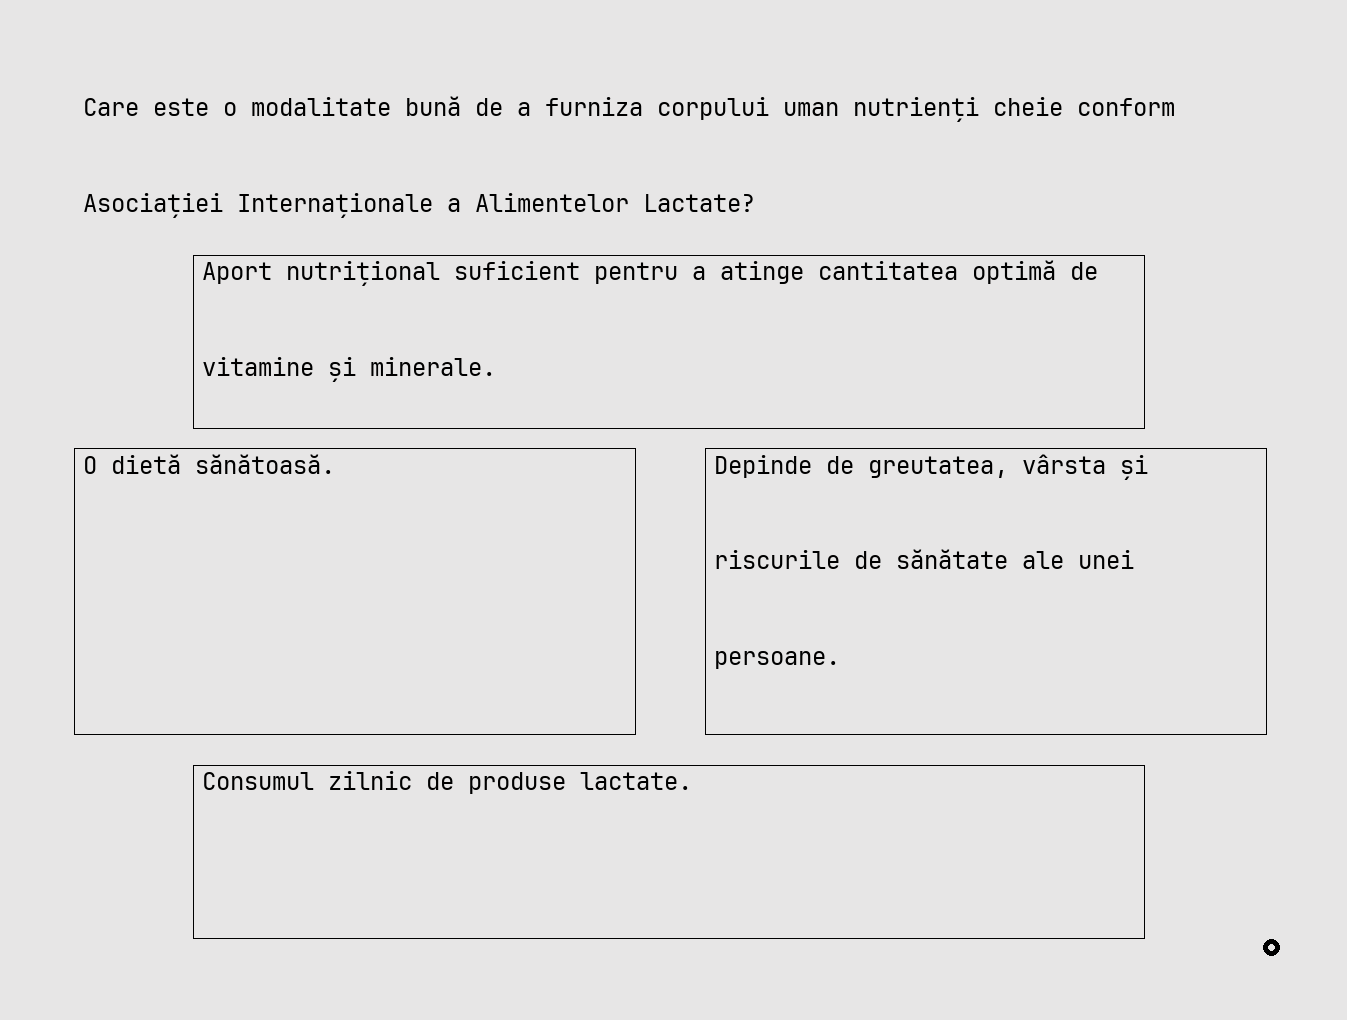 Care este o modalitate bună de a furniza corpului uman nutrienți cheie conform
Asociației Internaționale a Alimentelor Lactate?
Aport nutrițional suficient pentru a atinge cantitatea optimă de
vitamine și minerale.
O dietă sănătoasă.
Depinde de greutatea, vârsta și
riscurile de sănătate ale unei
persoane.
Consumul zilnic de produse lactate.